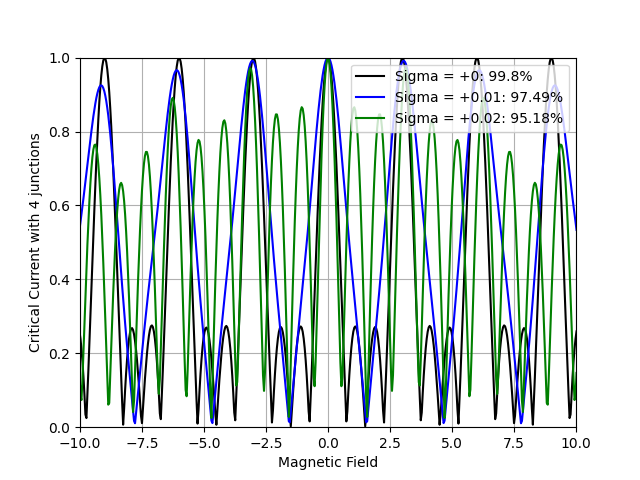 Critical Current with 4 junctions
1.0
0.8
0.6
0.4
0.2
0.0
Sigma = +0: 99.8%
Sigma = +0.01: 97.49%
Sigma = +0.02: 95.18%
−10.0 −7.5 −5.0 −2.5 0.0 2.5 5.0 7.5 10.0
Magnetic Field